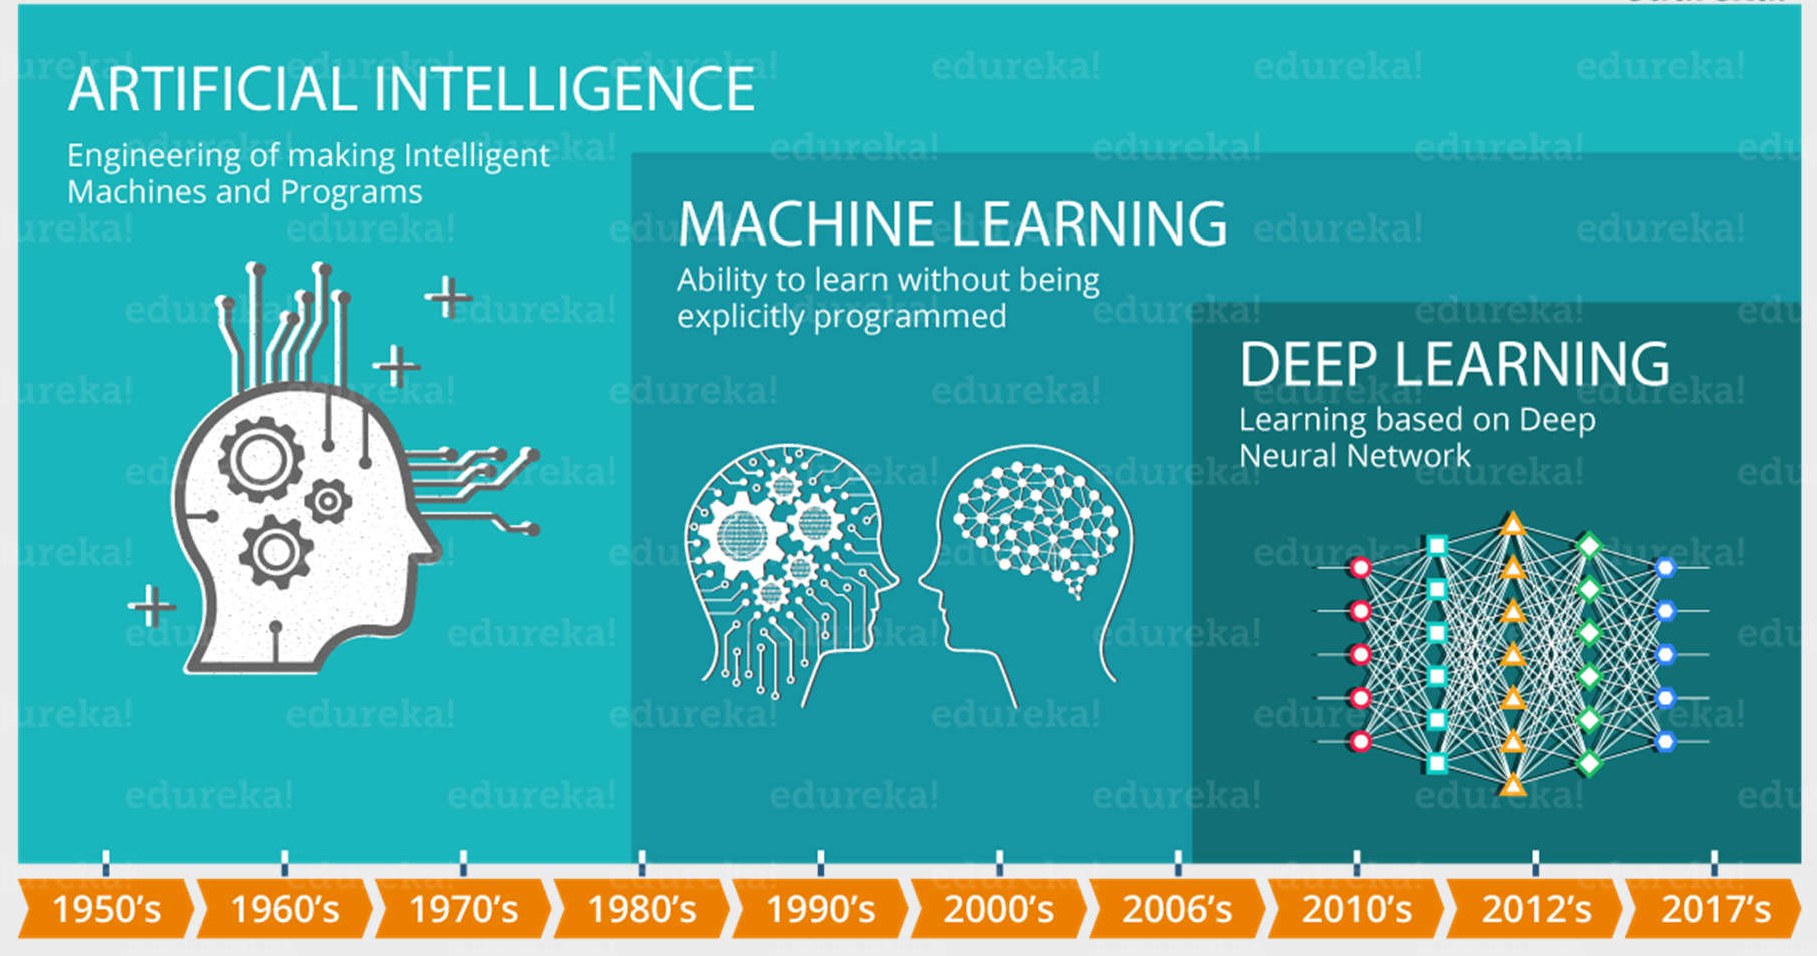 ARTIFICIAL INTELLIGENCE
Engineering of making Intelligent
Machines and Programs
MACHINE LEARNING
Ability to learn without being
explicitly programmed
DEEP LEARNING
Learning based on Deep
Neural Network
1950's
1960's
1970's
1980's
1990's
2000's
2006's
2010's
2012's
2017's
edureka!